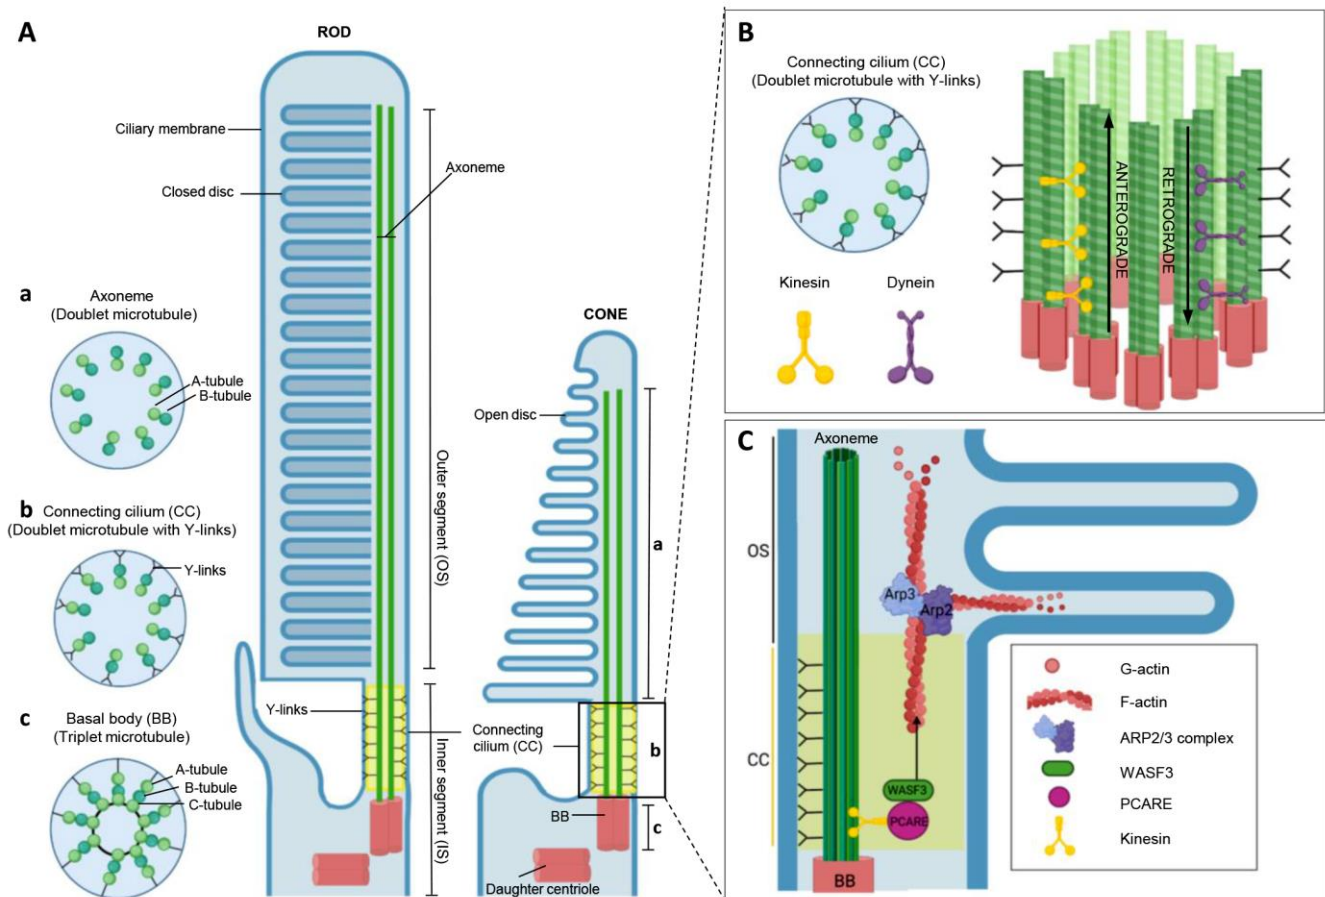 A
ROD
Ciliary membrane
Closed disc
Axoneme
Outer segment (OS)
a
Axoneme
(Doublet microtubule)
A-tubule
B-tubule
b
Connecting cilium (CC)
(Doublet microtubule with Y-links)
Y-links
c
Basal body (BB)
(Triplet microtubule)
A-tubule
B-tubule
C-tubule
Y-links
Inner segment (IS)
CONE
Open disc
a
Connecting
cilium (CC)
b
BB
c
Daughter centriole
B
Connecting cilium (CC)
(Doublet microtubule with Y-links)
Kinesin
Dynein
ANTEROGRADE
RETROGRADE
C
Axoneme
OS
CC
Arp3
Arp2
WASF3
PCARE
BB
G-actin
F-actin
ARP2/3 complex
WASF3
PCARE
Kinesin